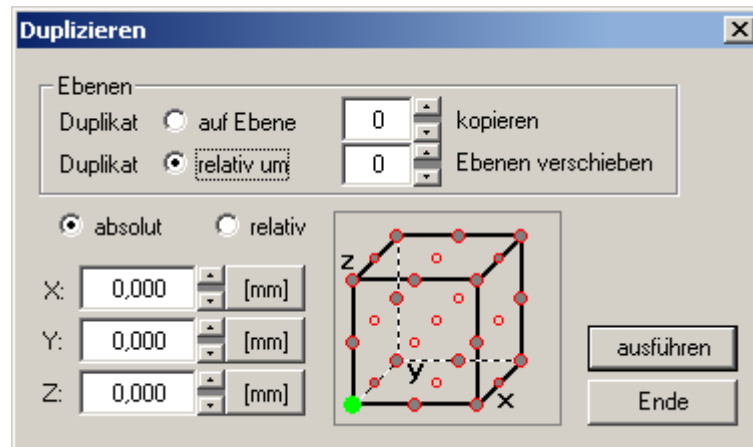 Duplizieren
Ebenen
Duplikat auf Ebene 0 kopieren
Duplikat relativ um 0 Ebenen verschieben
absolut relativ
X: 0,000 [mm]
Y: 0,000 [mm]
Z: 0,000 [mm]
z
y
x
ausführen
Ende